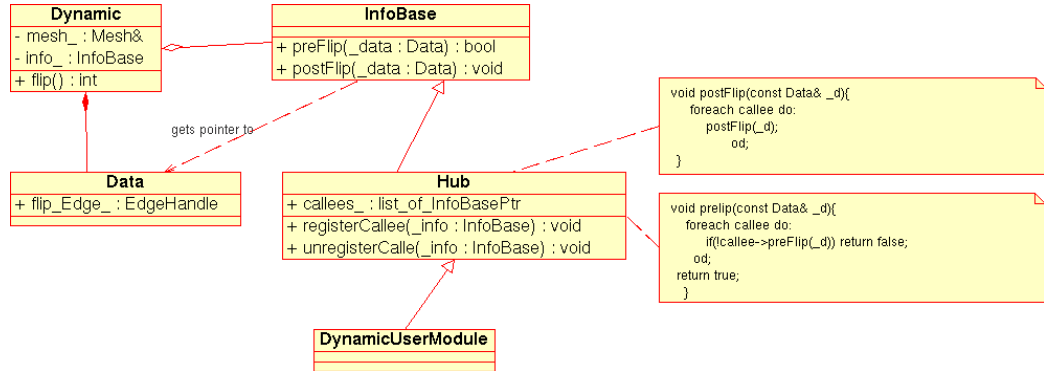 Dynamic
- mesh_ : Mesh&
- info_ : InfoBase
+ flip() : int
InfoBase
+ preFlip(_data : Data) : bool
+ postFlip(_data : Data) : void
gets pointer to
Data
+ flip_Edge_ : EdgeHandle
Hub
+ callees_ : list_of_InfoBasePtr
+ registerCallee(_info : InfoBase) : void
+ unregisterCalle(_info : InfoBase) : void
DynamicUserModule
void postFlip(const Data& _d){
foreach callee do:
postFlip(_d);
od;
}
void prelip(const Data& _d){
foreach callee do:
if(!callee->preFlip(_d)) return false;
od;
return true;
}